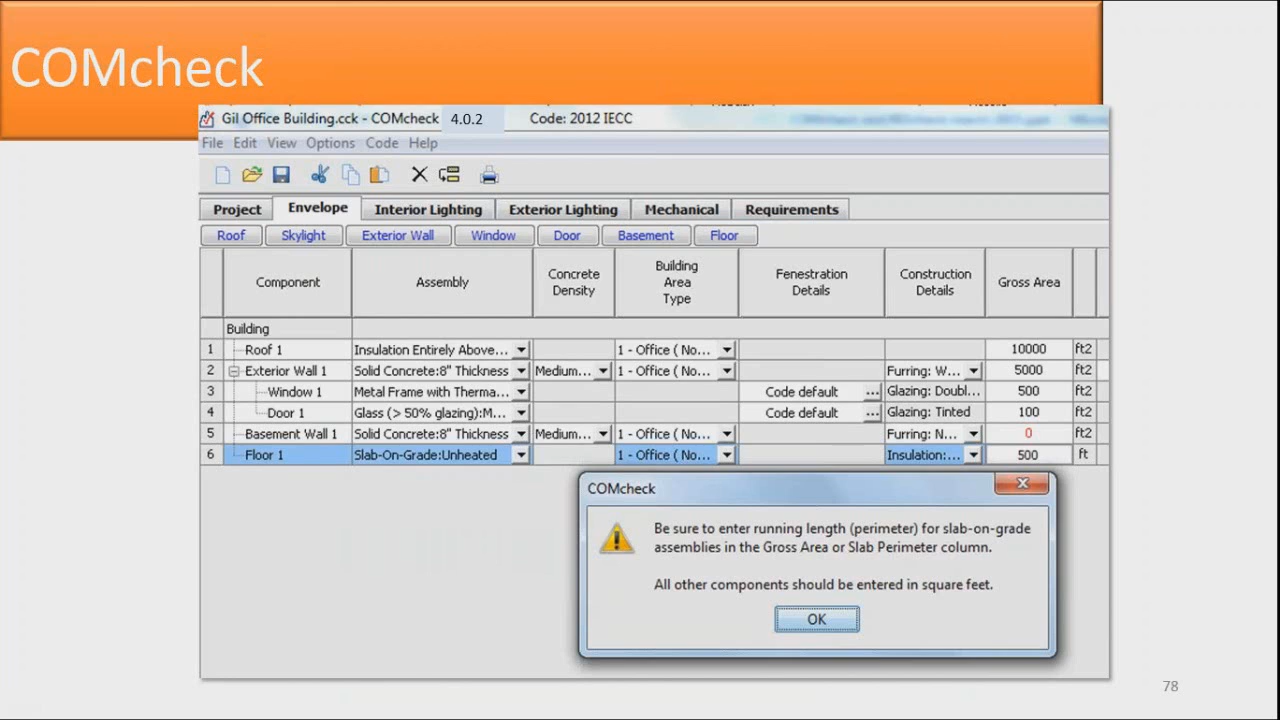 COMcheck
Gil Office Building.cck - COMcheck 4.0.2 Code: 2012 IECC
File Edit View Options Code Help
Project Envelope Interior Lighting Exterior Lighting Mechanical Requirements
Roof Skylight Exterior Wall Window Door Basement Floor
Component Assembly Concrete Density Building Area Type Fenestration Details Construction Details Gross Area
Building
1 Roof 1 Insulation Entirely Above... 1 - Office ( No... 10000 ft2
2 Exterior Wall 1 Solid Concrete:8" Thickness Medium... 1 - Office ( No... Furring: W... 5000 ft2
3 Window 1 Metal Frame with Therma... Code default ... Glazing: Doubl... 500 ft2
4 Door 1 Glass (> 50% glazing):M... Code default ... Glazing: Tinted 100 ft2
5 Basement Wall 1 Solid Concrete:8" Thickness Medium... 1 - Office ( No... Furring: N... 0 ft2
6 Floor 1 Slab-On-Grade:Unheated 1 - Office ( No... Insulation:... 500 ft
COMcheck
Be sure to enter running length (perimeter) for slab-on-grade
assemblies in the Gross Area or Slab Perimeter column.
All other components should be entered in square feet.
OK
78